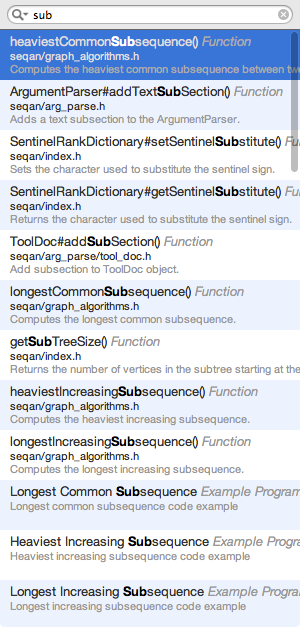 sub
heaviestCommonSubsequence() Function
seqan/graph_algorithms.h
Computes the heaviest common subsequence between
ArgumentParser#addTextSubSection() Function
seqan/arg_parse.h
Adds a text subsection to the ArgumentParser.
SentinelRankDictionary#setSentinelSubstitute() Function
seqan/index.h
Sets the character used to substitute the sentinel sign.
SentinelRankDictionary#getSentinelSubstitute() Function
seqan/index.h
Returns the character used to substitute the sentinel sign.
ToolDoc#addSubSection() Function
seqan/arg_parse/tool_doc.h
Add subsection to ToolDoc object.
longestCommonSubsequence() Function
seqan/graph_algorithms.h
Computes the longest common subsequence.
getSubTreeSize() Function
seqan/index.h
Returns the number of vertices in the subtree starting at the
heaviestIncreasingSubsequence() Function
seqan/graph_algorithms.h
Computes the heaviest increasing subsequence.
longestIncreasingSubsequence() Function
seqan/graph_algorithms.h
Computes the longest increasing subsequence.
Longest Common Subsequence Example Program
Longest common subsequence code example
Heaviest Increasing Subsequence Example Progra
Heaviest increasing subsequence code example
Longest Increasing Subsequence Example Progra
Longest increasing subsequence code example